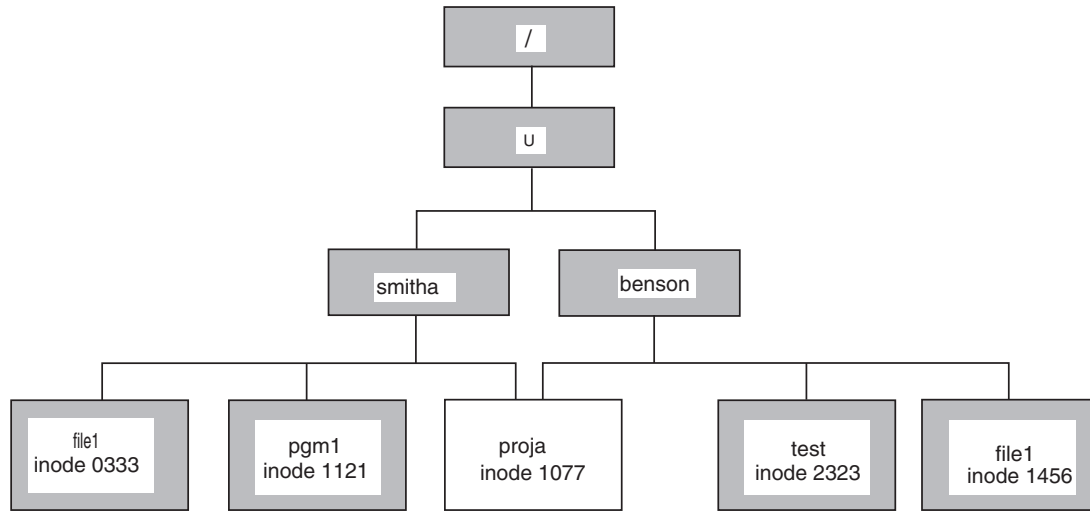 /
U
smitha
benson
file1
inode 0333
pgm1
inode 1121
proja
inode 1077
test
inode 2323
file1
inode 1456